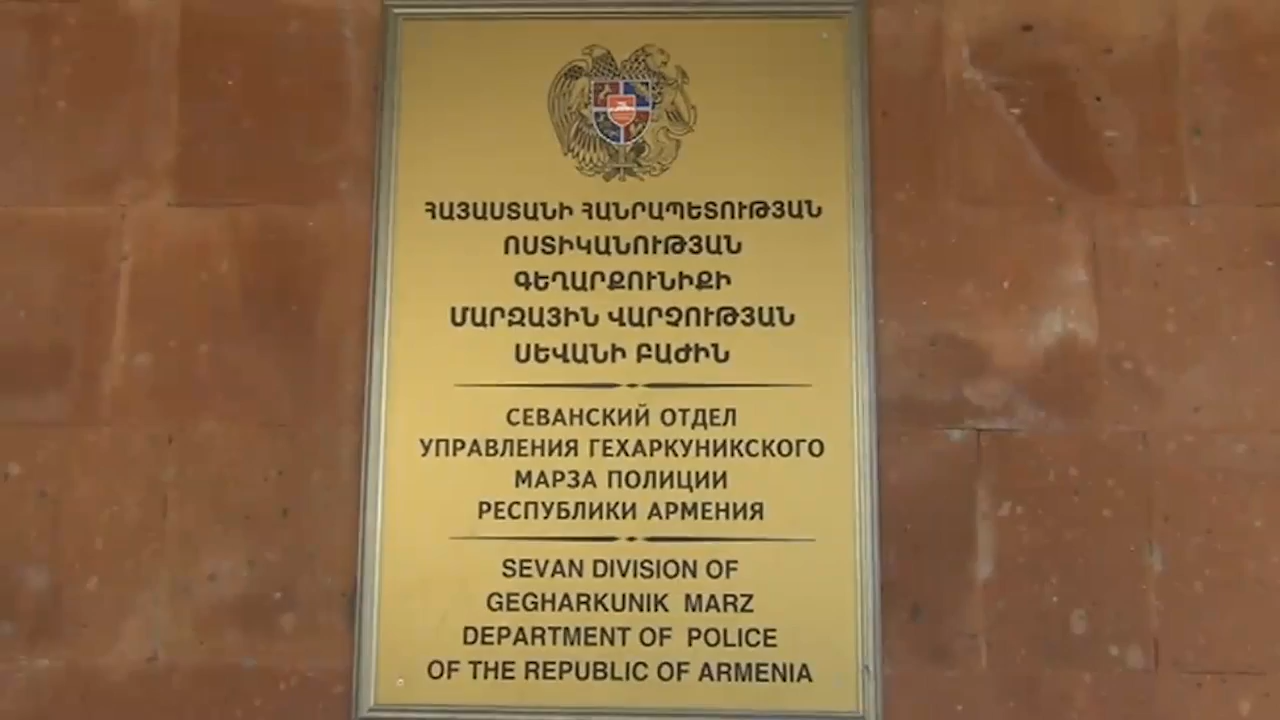 ՀԱՅԱՍՏԱՆԻ ՀԱՆՐԱՊԵՏՈՒԹՅԱՆ
ՈՍՏԻԿԱՆՈՒԹՅԱՆ
ԳԵՂԱՐՔՈՒՆԻՔԻ
ՄԱՐԶԱՅԻՆ ՎԱՐՉՈՒԹՅԱՆ
ՍԵՎԱՆԻ ԲԱԺԻՆ
СЕВАНСКИЙ ОТДЕЛ
УПРАВЛЕНИЯ ГЕХАРКУНИКСКОГО
МАРЗА ПОЛИЦИИ
РЕСПУБЛИКИ АРМЕНИЯ
SEVAN DIVISION OF
GEGHARKUNIK MARZ
DEPARTMENT OF POLICE
OF THE REPUBLIC OF ARMENIA